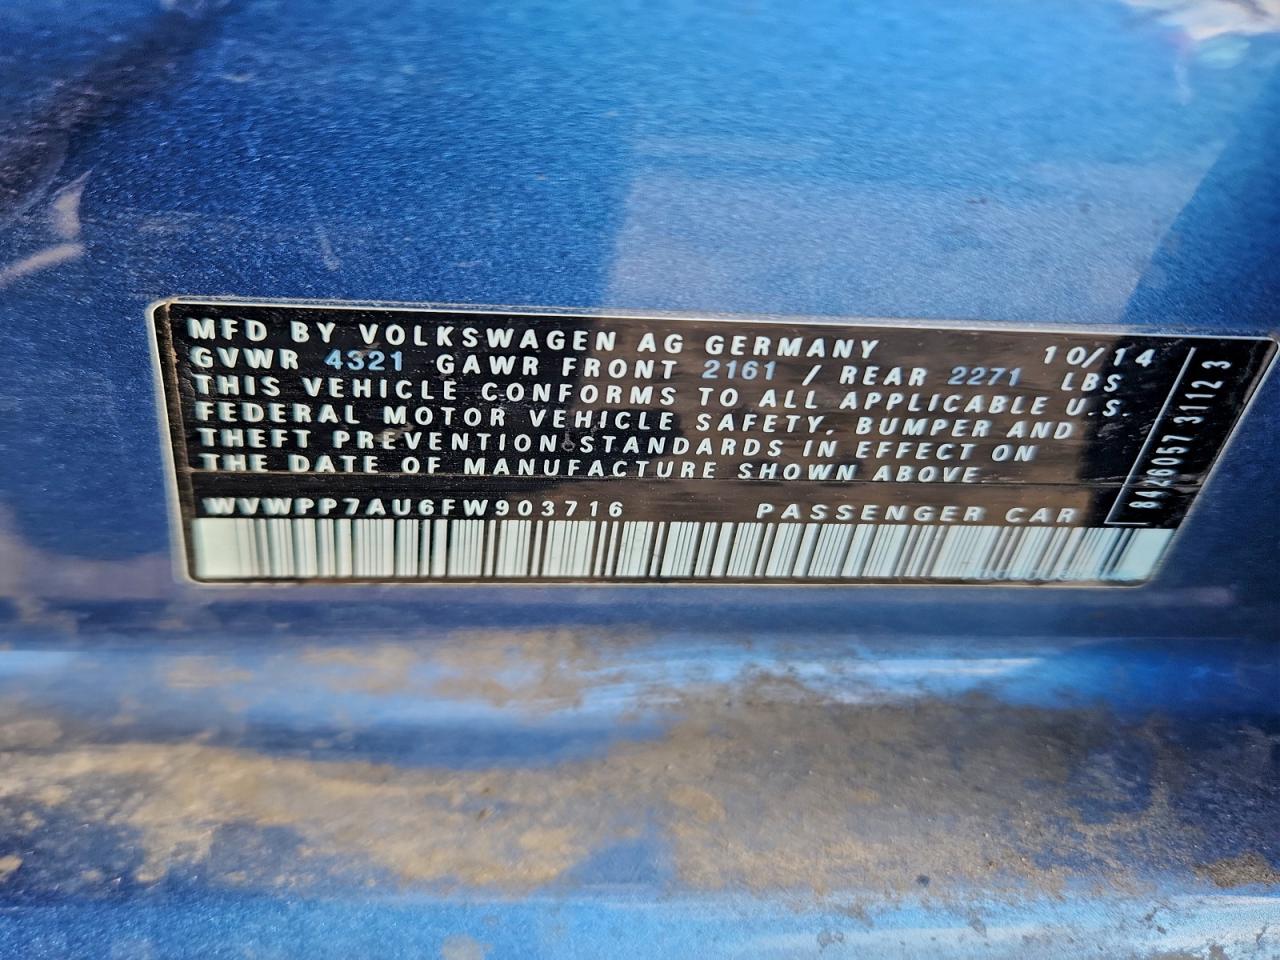 MFD BY VOLKSWAGEN AG GERMANY 10/14
GVWR 4321 GAWR FRONT 2161 / REAR 2271 LBS
THIS VEHICLE CONFORMS TO ALL APPLICABLE U.S.
FEDERAL MOTOR VEHICLE SAFETY, BUMPER AND
THEFT PREVENTION STANDARDS IN EFFECT ON
THE DATE OF MANUFACTURE SHOWN ABOVE
WVWPP7AU6FW903716 PASSENGER CAR
8426057 3112 3